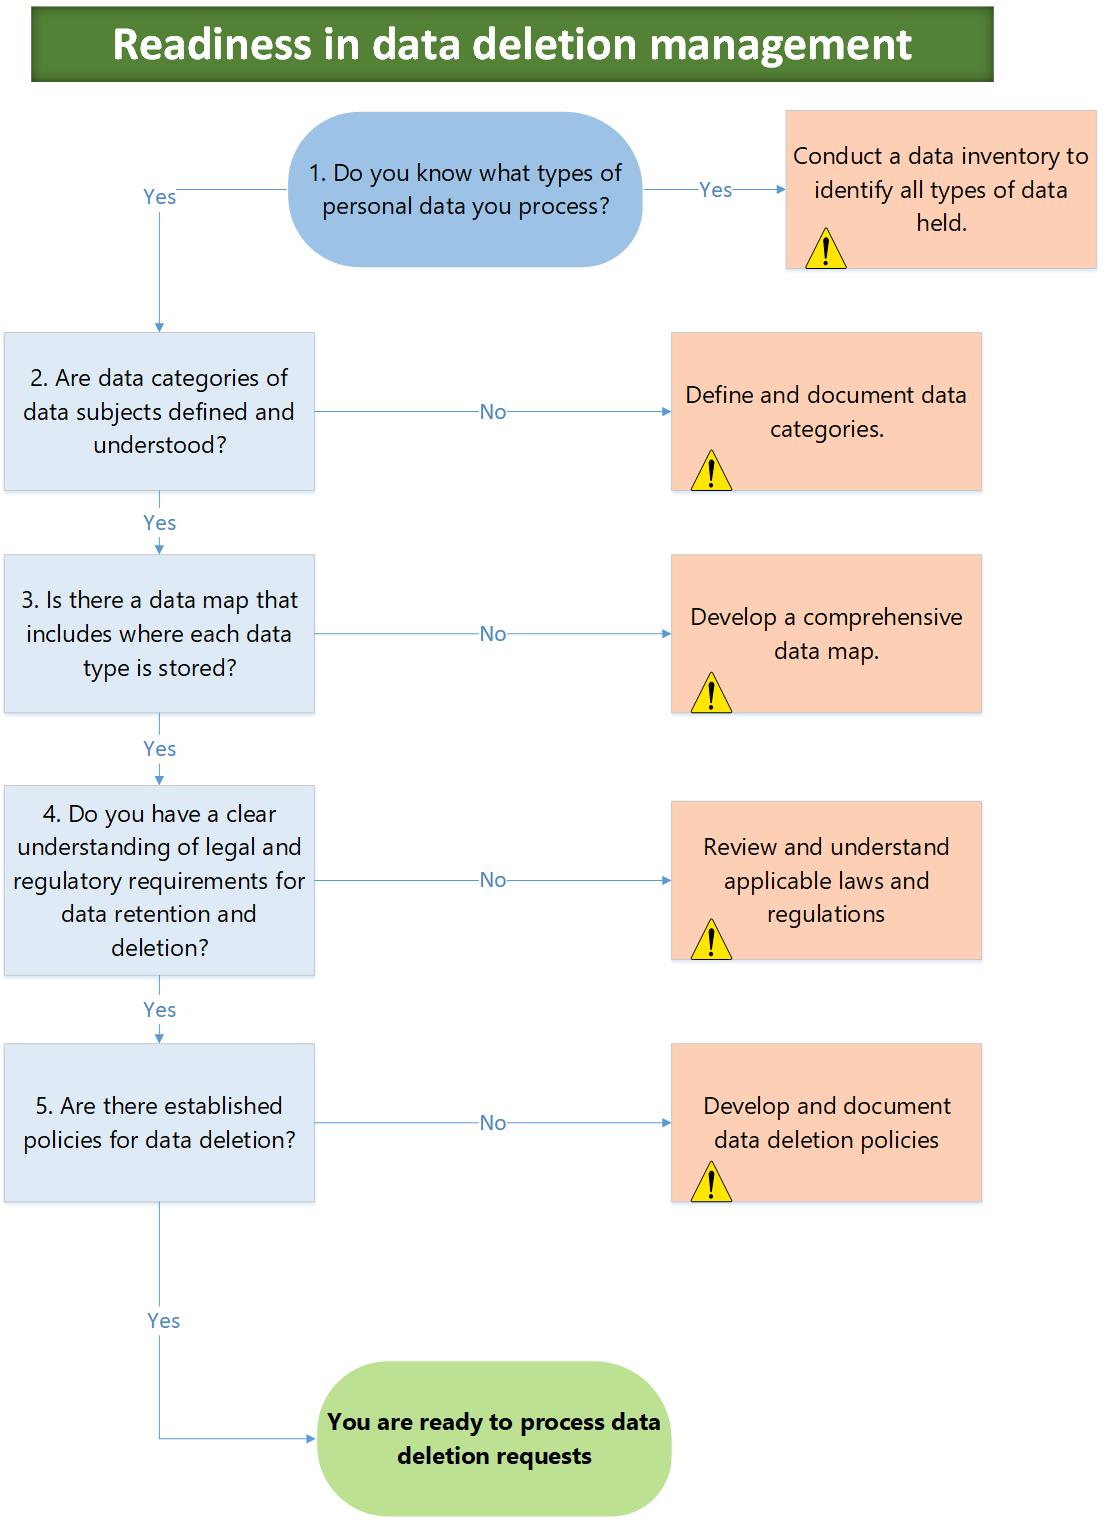 Readiness in data deletion management
1. Do you know what types of
personal data you process?
Yes
Yes
Conduct a data inventory to
identify all types of data
held.
2. Are data categories of
data subjects defined and
understood?
No
Define and document data
categories.
Yes
3. Is there a data map that
includes where each data
type is stored?
No
Develop a comprehensive
data map.
Yes
4. Do you have a clear
understanding of legal and
regulatory requirements for
data retention and
deletion?
No
Review and understand
applicable laws and
regulations
Yes
5. Are there established
policies for data deletion?
No
Develop and document
data deletion policies
Yes
You are ready to process data
deletion requests